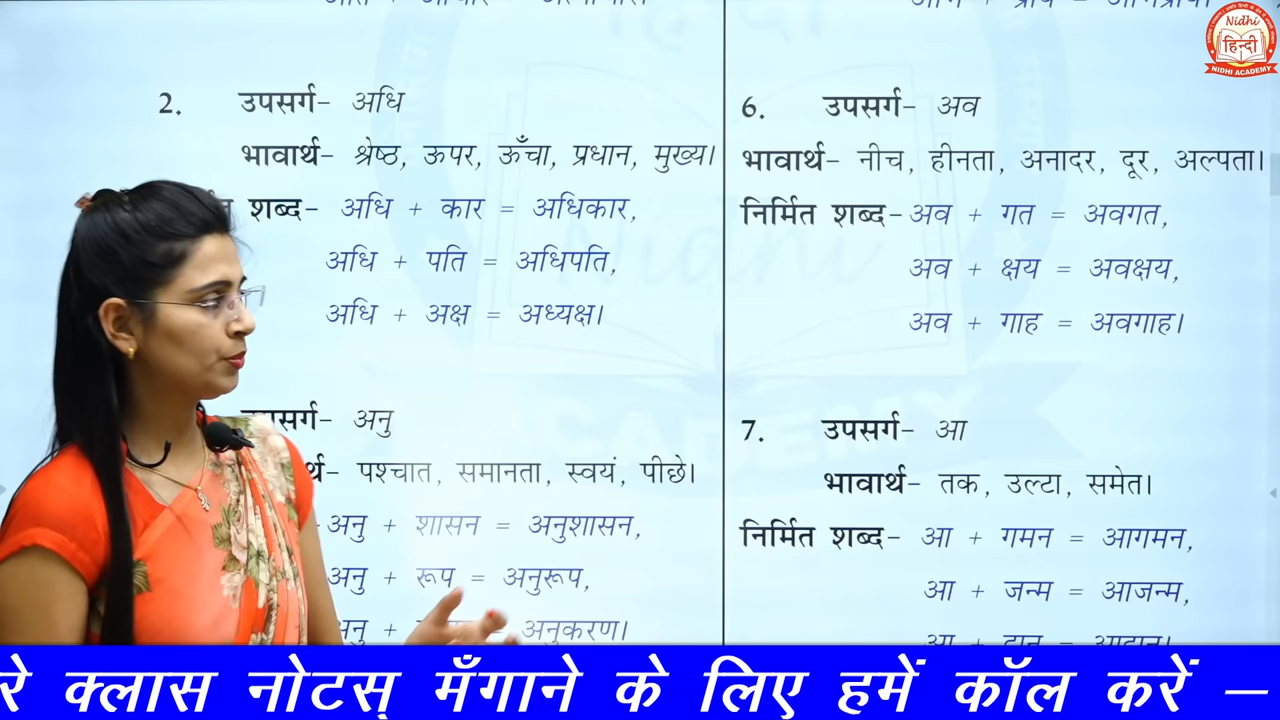 2. उपसर्ग- अधि
भावार्थ- श्रेष्ठ, ऊपर, ऊँचा, प्रधान, मुख्य।
शब्द- अधि + कार = अधिकार,
अधि + पति = अधिपति,
अधि + अक्ष = अध्यक्ष।
अनु
पश्चात, समानता, स्वयं, पीछे।
अनु + शासन = अनुशासन,
अनु + रूप = अनुरूप,
अनु + = अनुकरण।
6. उपसर्ग- अव
भावार्थ- नीच, हीनता, अनादर, दूर, अल्पता।
निर्मित शब्द- अव + गत = अवगत,
अव + क्षय = अवक्षय,
अव + गाह = अवगाह।
7. उपसर्ग- आ
भावार्थ- तक, उल्टा, समेत।
निर्मित शब्द- आ + गमन = आगमन,
आ + जन्म = आजन्म,
Nidhi
हिन्दी
NIDHI ACADEMY
रे क्लास नोटस् मँगाने के लिए हमें कॉल करें –